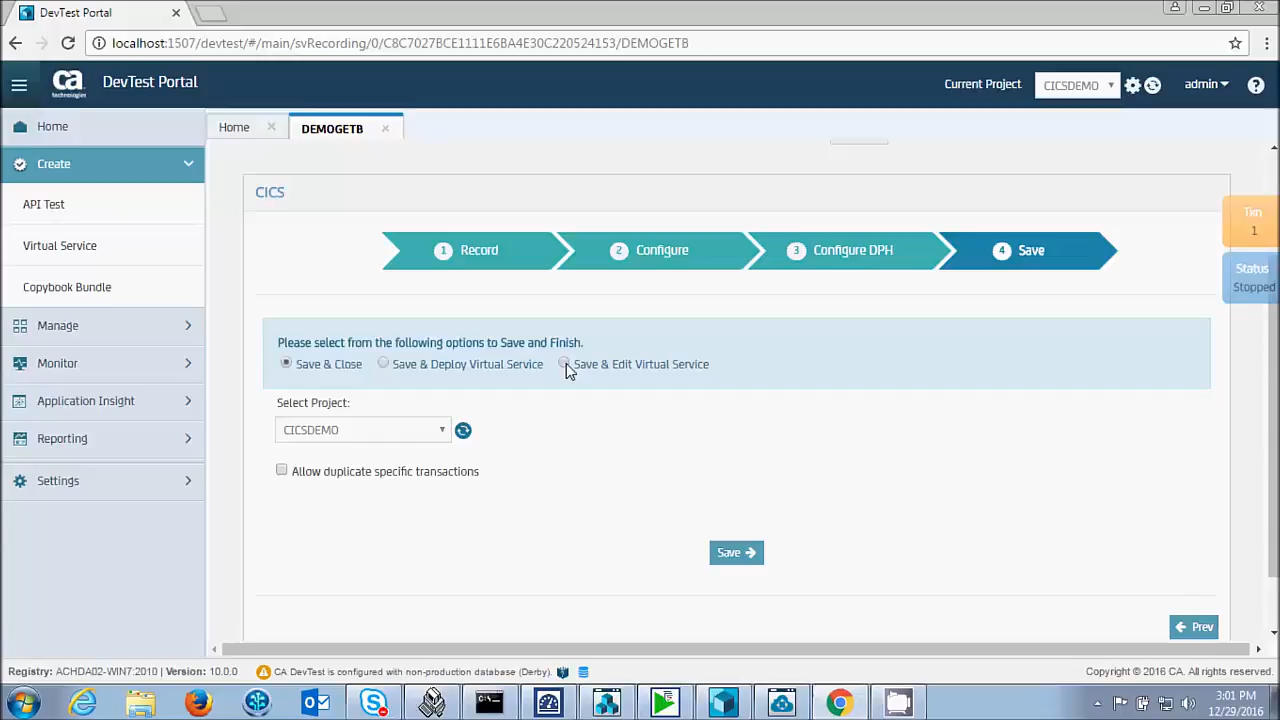 DevTest Portal
localhost:1507/devtest/#/main/svRecording/0/C8C7027BCE1111E6BA4E30C220524153/DEMOGETB
ca technologies
DevTest Portal
Current Project
CICSDEMO
admin
Home
Create
API Test
Virtual Service
Copybook Bundle
Manage
Monitor
Application Insight
Reporting
Settings
Home
DEMOGETB
CICS
1 Record
2 Configure
3 Configure DPH
4 Save
Txn
1
Status
Stopped
Please select from the following options to Save and Finish.
Save & Close Save & Deploy Virtual Service Save & Edit Virtual Service
Select Project:
CICSDEMO
Allow duplicate specific transactions
Save
Prev
Registry: ACHDA02-WIN7:2010 | Version: 10.0.0
CA DevTest is configured with non-production database (Derby).
Copyright © 2016 CA. All rights reserved.
3:01 PM
12/29/2016